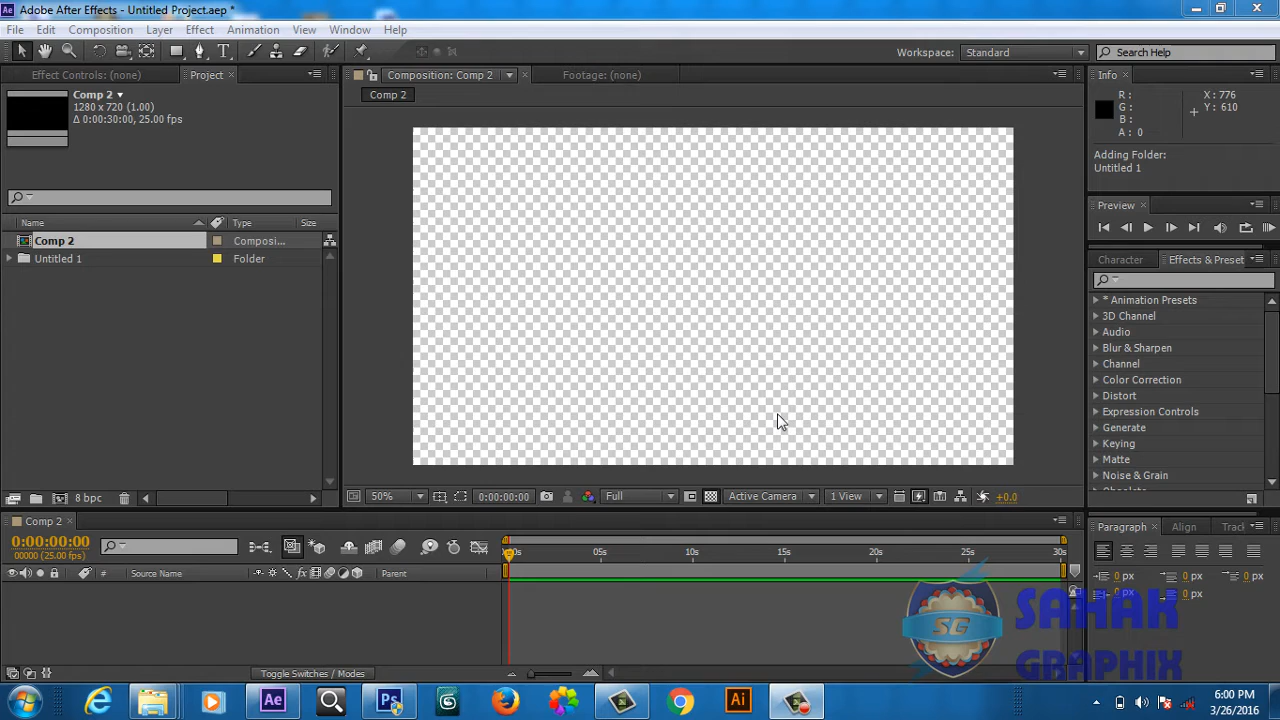 Adobe After Effects - Untitled Project.aep *
File Edit Composition Layer Effect Animation View Window Help
Workspace: Standard Search Help
Effect Controls: (none) Project
Composition: Comp 2 Footage: (none)
Info
Comp 2
1280 x 720 (1.00)
Δ 0:00:30:00, 25.00 fps
Comp 2
R :
G :
B :
A : 0
X : 776
Y : 610
Adding Folder:
Untitled 1
Preview
Name Type Size
Comp 2 Composi...
Untitled 1 Folder
Character Effects & Preset
* Animation Presets
3D Channel
Audio
Blur & Sharpen
Channel
Color Correction
Distort
Expression Controls
Generate
Keying
Matte
Noise & Grain
8 bpc
50% 0:00:00:00 Full Active Camera 1 View +0.0
Comp 2
0:00:00:00
00000 (25.00 fps)
# Source Name Parent
05s 10s 15s 20s 25s 30s
Paragraph Align Track
0 px 0 px 0 px
0 px 0 px
SG
SAHAK
GRAPHIX
Toggle Switches / Modes
Ae Ps Ai
6:00 PM
3/26/2016